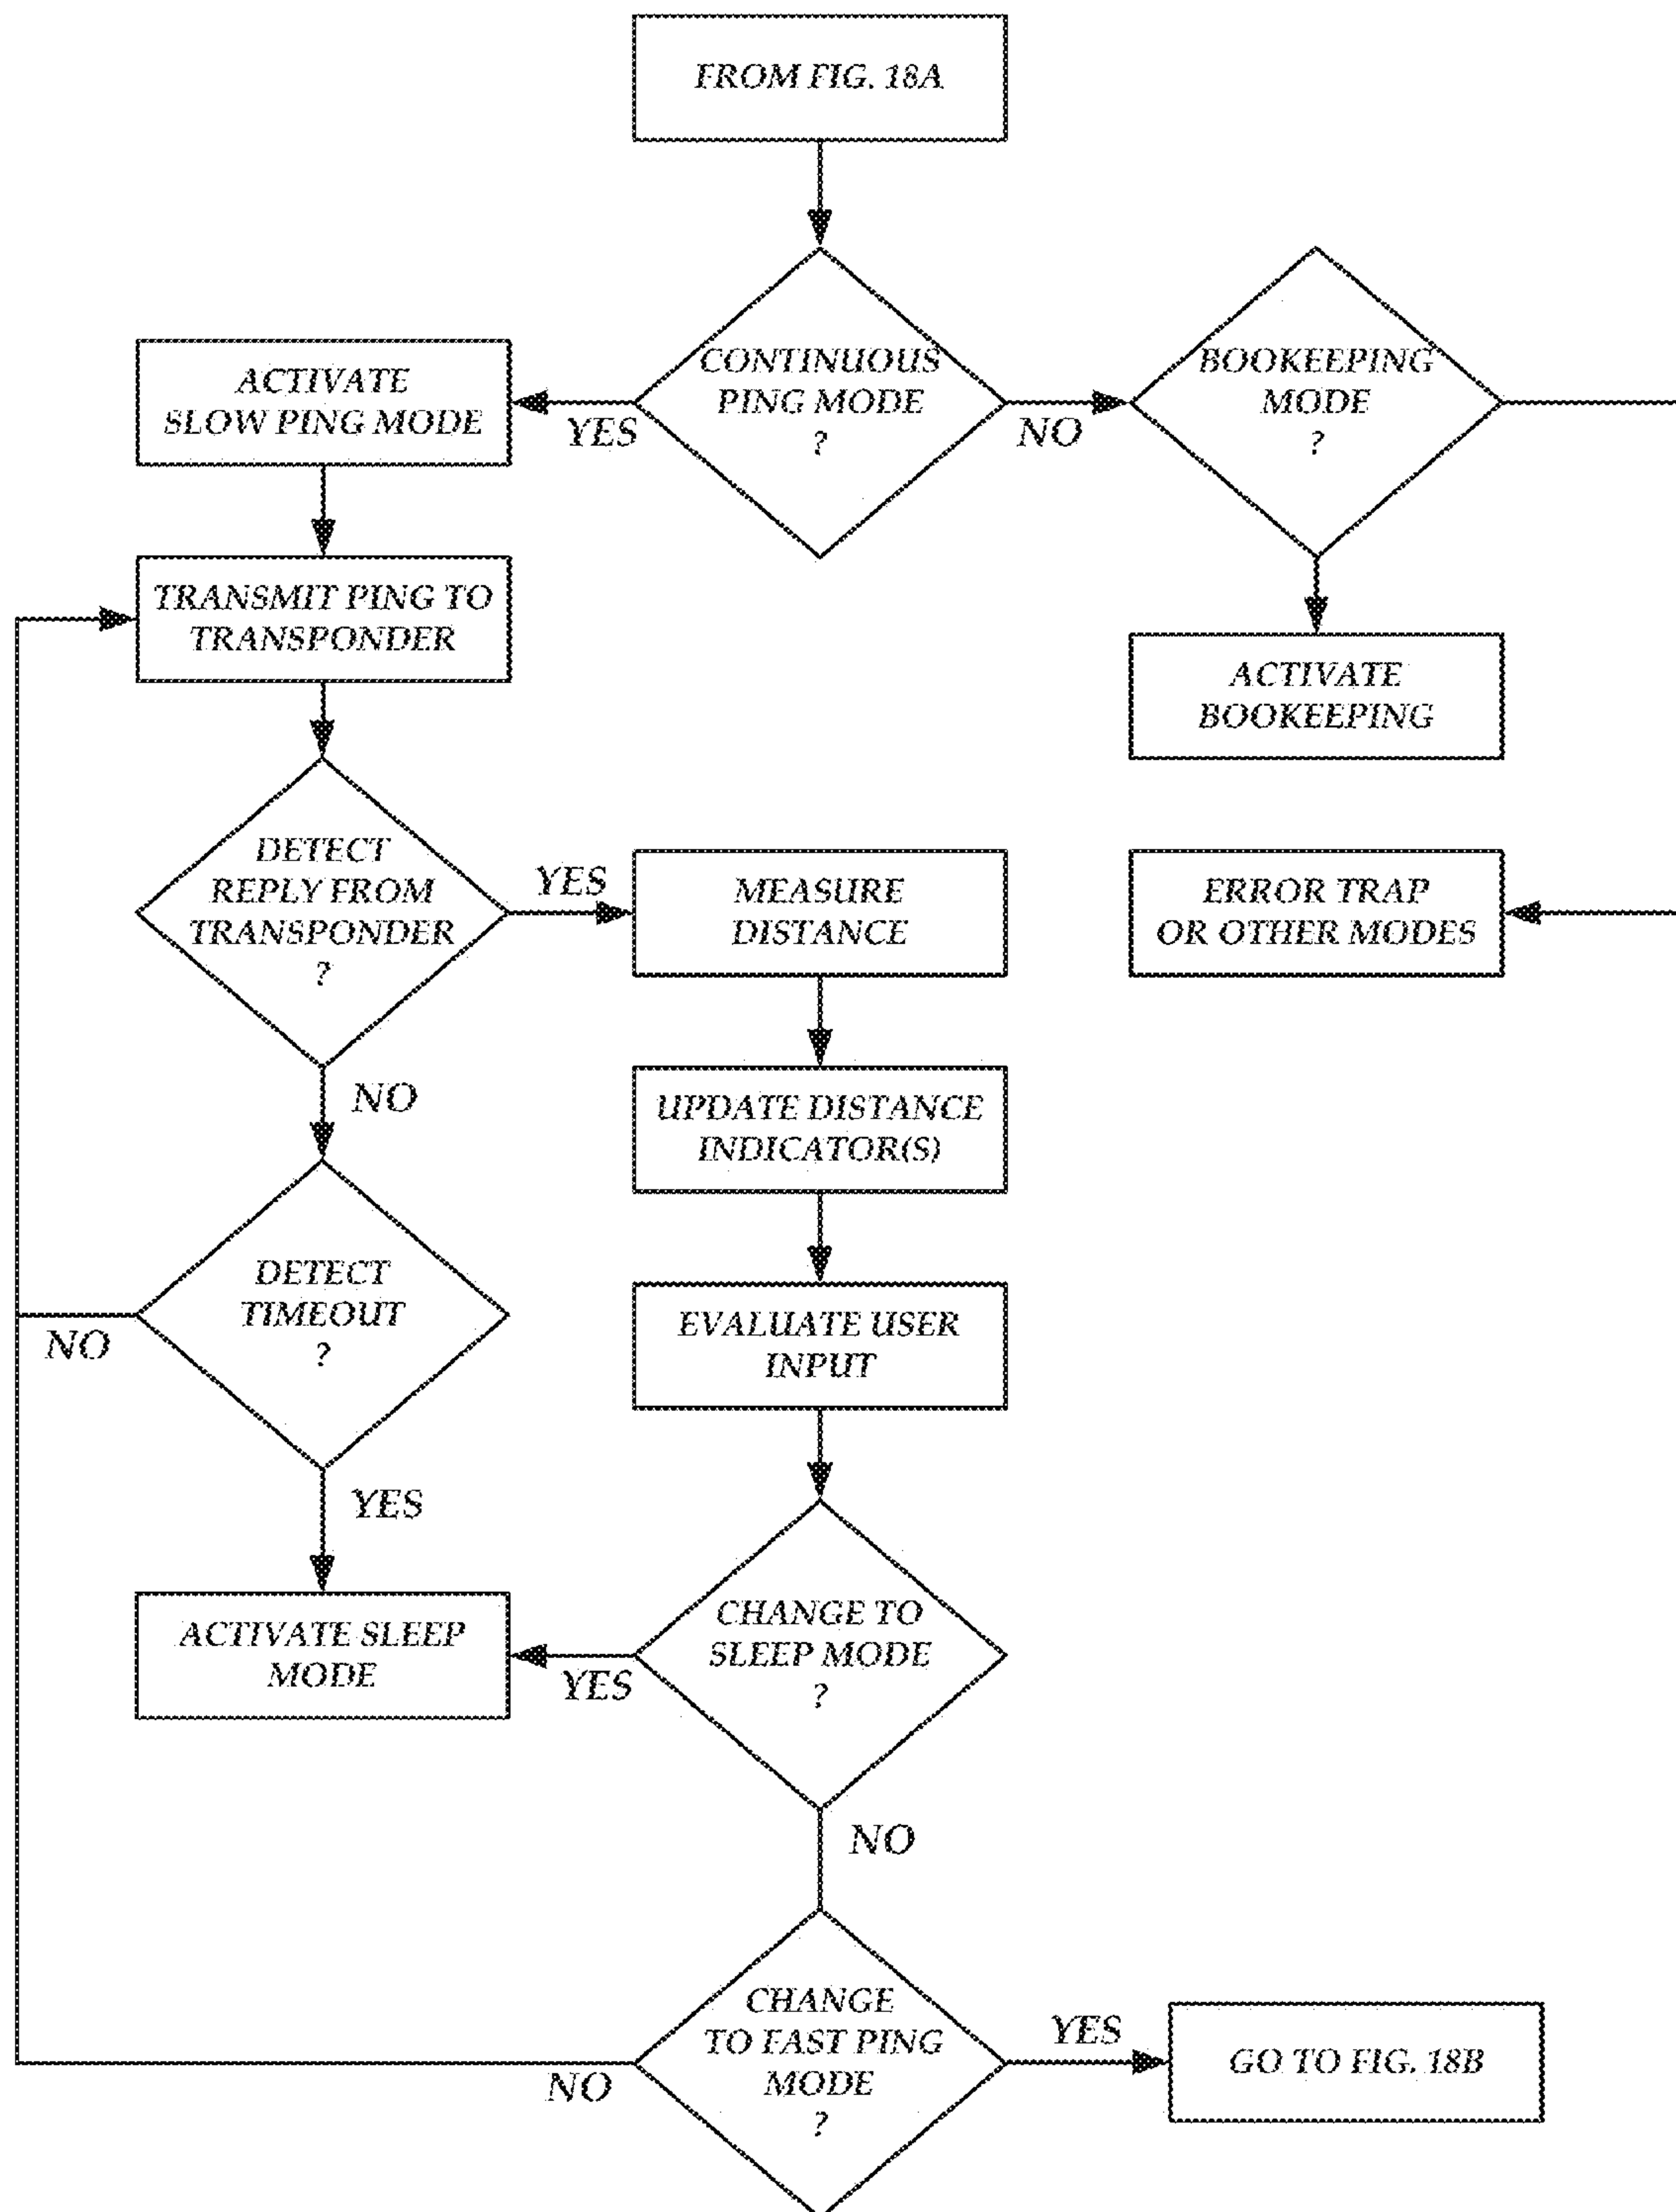 FROM FIG. 18A
CONTINUOUS
PING MODE
?
YES
NO
BOOKEEPING
MODE
?
ACTIVATE
SLOW PING MODE
TRANSMIT PING TO
TRANSPONDER
ACTIVATE
BOOKEEPING
DETECT
REPLY FROM
TRANSPONDER
?
YES
NO
MEASURE
DISTANCE
ERROR TRAP
OR OTHER MODES
UPDATE DISTANCE
INDICATOR(S)
DETECT
TIMEOUT
?
NO
YES
EVALUATE USER
INPUT
ACTIVATE SLEEP
MODE
CHANGE TO
SLEEP MODE
?
YES
NO
CHANGE
TO FAST PING
MODE
?
NO
YES
GO TO FIG. 18B